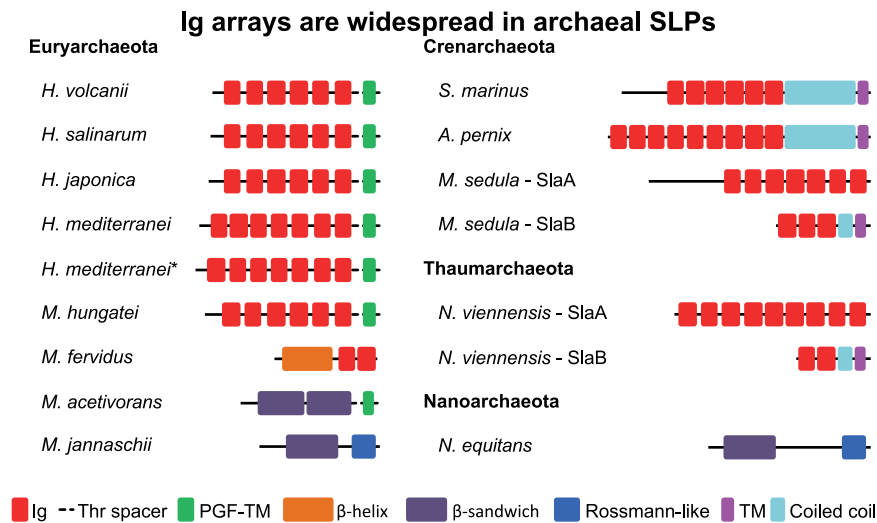 Ig arrays are widespread in archaeal SLPs
Euryarchaeota
H. volcanii
H. salinarum
H. japonica
H. mediterranei
H. mediterranei*
M. hungatei
M. fervidus
M. acetivorans
M. jannaschii
Crenarchaeota
S. marinus
A. pernix
M. sedula - SlaA
M. sedula - SlaB
Thaumarchaeota
N. viennensis - SlaA
N. viennensis - SlaB
Nanoarchaeota
N. equitans
Ig Thr spacer PGF-TM β-helix β-sandwich Rossmann-like TM Coiled coil